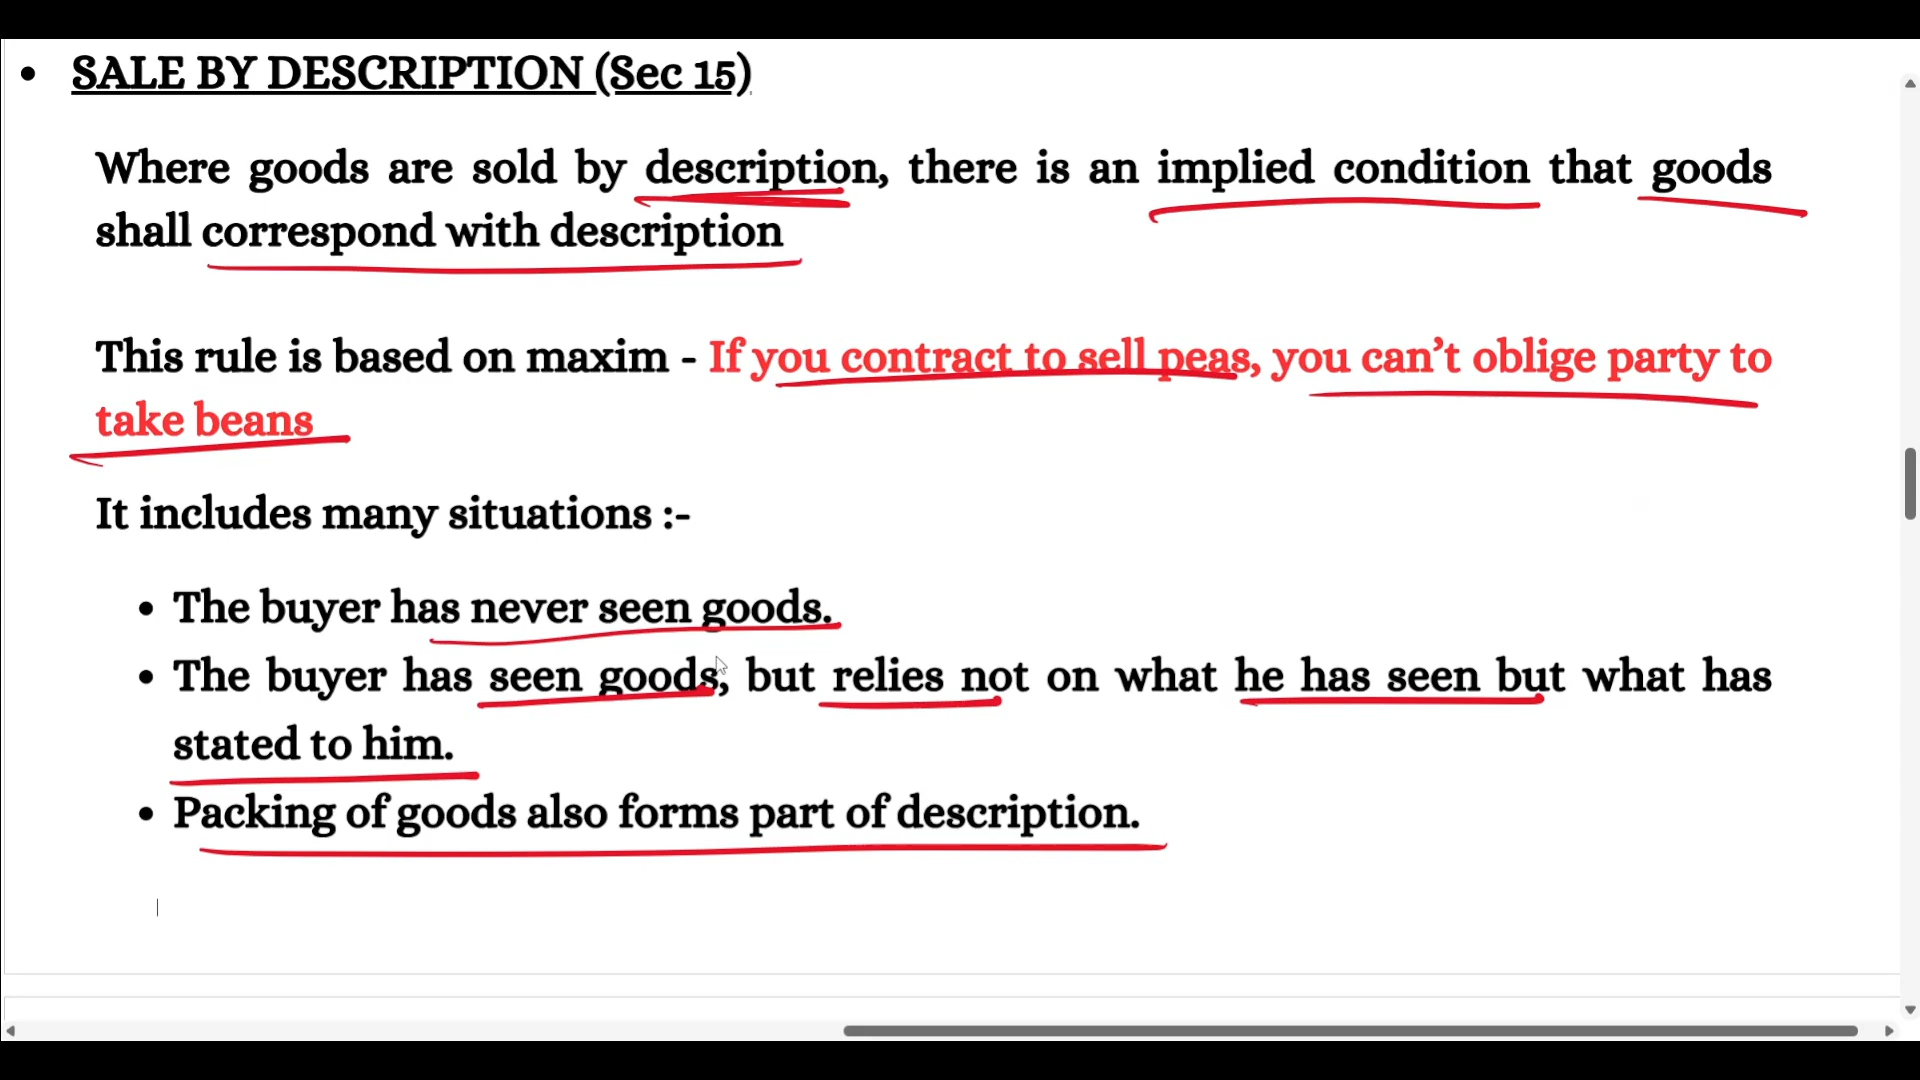 • SALE BY DESCRIPTION (Sec 15)
Where goods are sold by description, there is an implied condition that goods
shall correspond with description
This rule is based on maxim - If you contract to sell peas, you can’t oblige party to
take beans
It includes many situations :-
• The buyer has never seen goods.
• The buyer has seen goods, but relies not on what he has seen but what has
stated to him.
• Packing of goods also forms part of description.